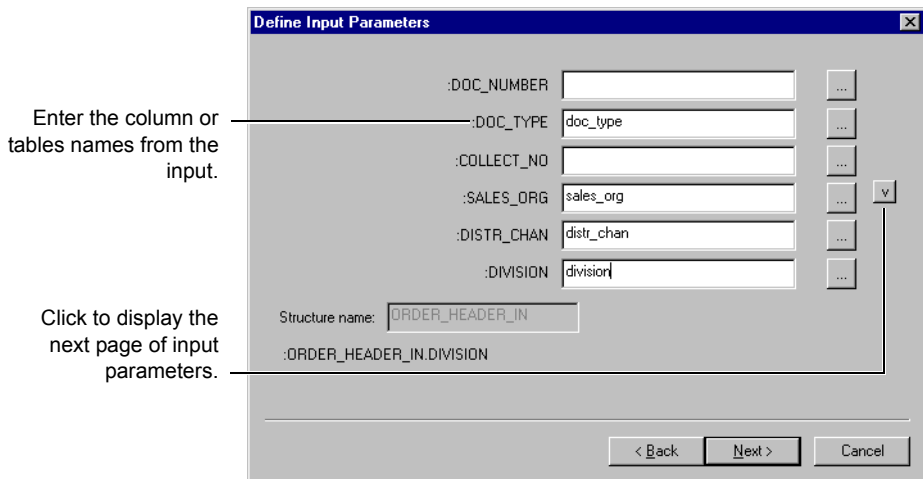 Define Input Parameters
:DOC_NUMBER
...
Enter the column or
tables names from the
input.
:DOC_TYPE doc_type ...
:COLLECT_NO ...
:SALES_ORG sales_org ... v
:DISTR_CHAN distr_chan ...
:DIVISION division ...
Click to display the
next page of input
parameters.
Structure name: ORDER_HEADER_IN
:ORDER_HEADER_IN.DIVISION
< Back Next > Cancel